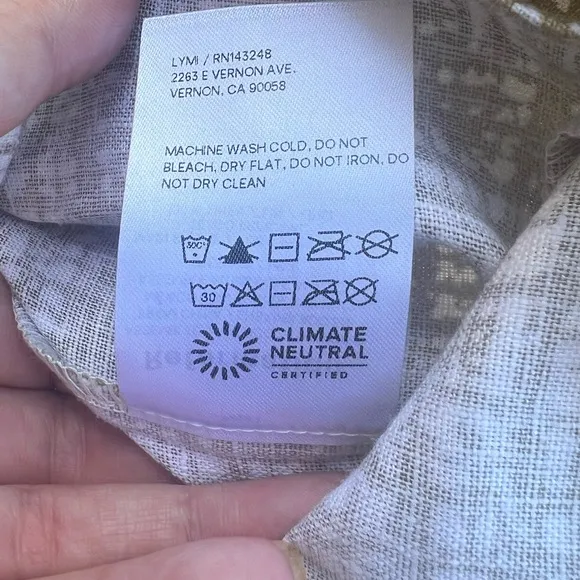 LYMI / RN143248
2263 E VERNON AVE.
VERNON, CA 90058
MACHINE WASH COLD, DO NOT
BLEACH, DRY FLAT, DO NOT IRON, DO
NOT DRY CLEAN
30C°
30
CLIMATE
NEUTRAL
CERTIFIED